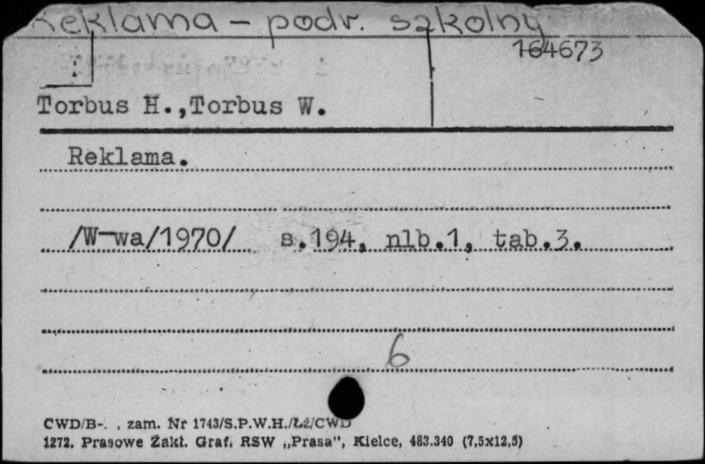 Reklama - podr. szkolny
164673
Torbus H.,Torbus W.
Reklama.
/W-wa/1970/ s.194, nlb.1, tab.3.
6
CWD/B-. , zam. Nr 1743/S.P.W.H./Łż/CWD
1272. Prasowe Zakł. Graf. RSW „Prasa”, Kielce, 483.340 (7,5x12,5)